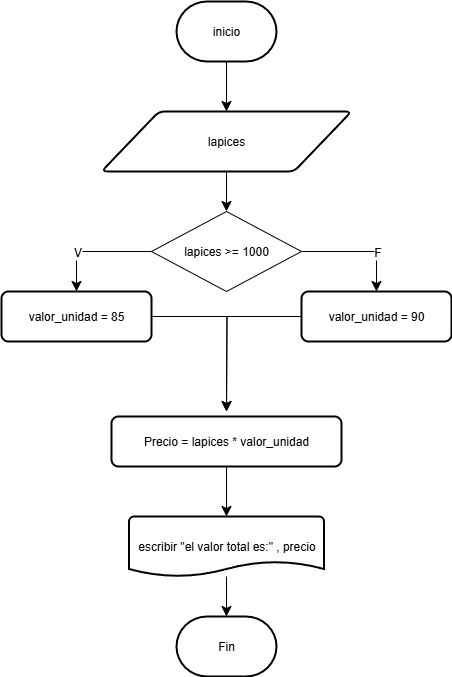 inicio
lapices
lapices >= 1000
V
F
valor_unidad = 85
valor_unidad = 90
Precio = lapices * valor_unidad
escribir "el valor total es:" , precio
Fin